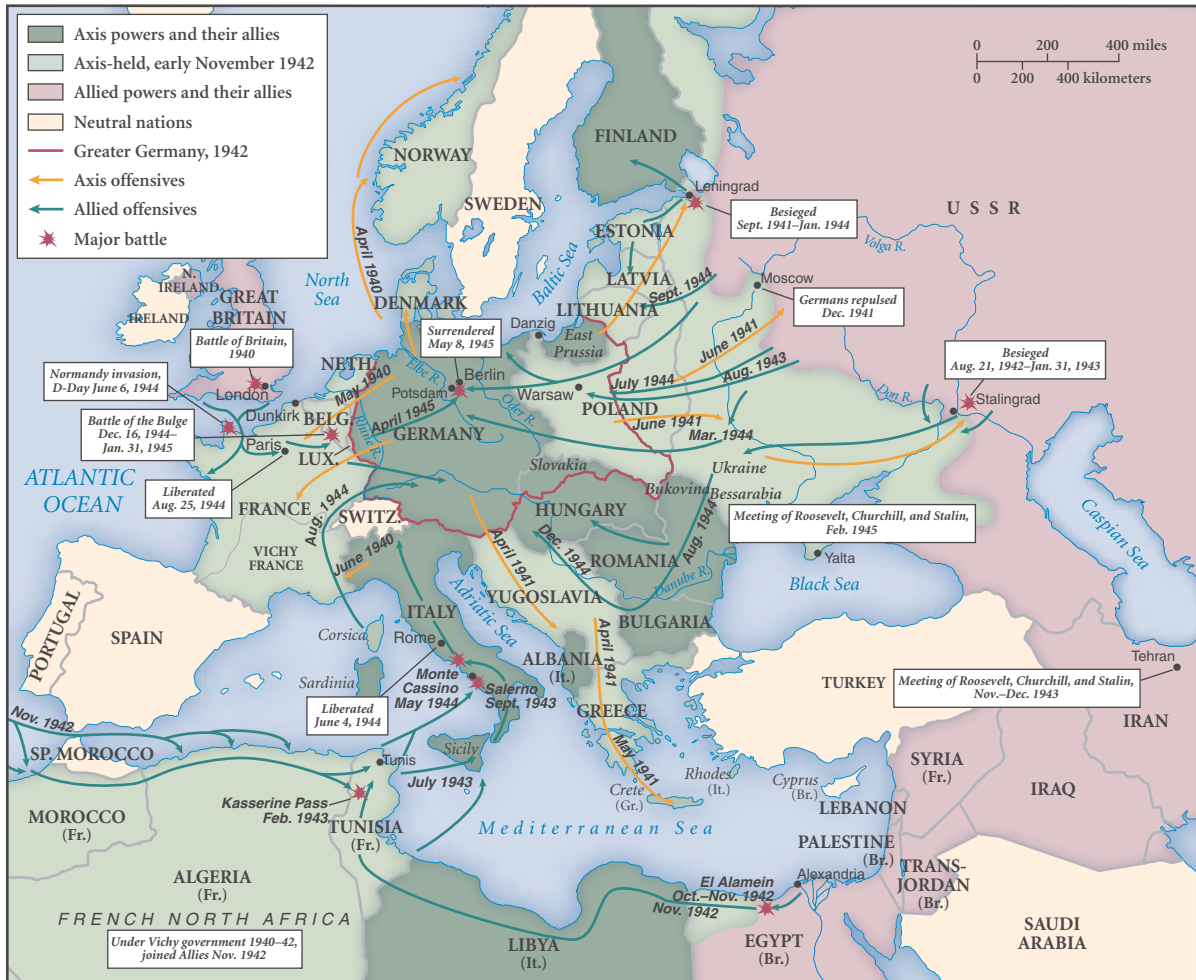 Axis powers and their allies
Axis-held, early November 1942
Allied powers and their allies
Neutral nations
Greater Germany, 1942
Axis offensives
Allied offensives
Major battle
0 200 400 miles
0 200 400 kilometers
FINLAND
NORWAY
SWEDEN
Leningrad
Besieged
Sept. 1941–Jan. 1944
USSR
Volga R.
ESTONIA
Baltic Sea
LATVIA
Sept. 1944
LITHUANIA
Moscow
Germans repulsed
Dec. 1941
North
Sea
April 1940
N.
IRELAND
IRELAND
GREAT
BRITAIN
DENMARK
Battle of Britain,
1940
Surrendered
May 8, 1945
Danzig
East
Prussia
June 1941
Besieged
Aug. 21, 1942–Jan. 31, 1943
NETH.
Elbe R.
Berlin
Potsdam
Normandy invasion,
D-Day June 6, 1944
London
Dunkirk
May 1940
BELG.
April 1945
Oder R.
Warsaw
POLAND
July 1944
Aug. 1943
Don R.
Stalingrad
Battle of the Bulge
Dec. 16, 1944–
Jan. 31, 1945
Paris
LUX.
Rhine R.
GERMANY
June 1941
Mar. 1944
Ukraine
Slovakia
Bukovina
Bessarabia
ATLANTIC
OCEAN
Liberated
Aug. 25, 1944
FRANCE
Aug. 1944
SWITZ.
HUNGARY
Aug. 1944
Meeting of Roosevelt, Churchill, and Stalin,
Feb. 1945
Caspian Sea
VICHY
FRANCE
June 1940
April 1941
Dec. 1944
ROMANIA
Yalta
Danube R.
Black Sea
PORTUGAL
SPAIN
Corsica
ITALY
Adriatic Sea
YUGOSLAVIA
BULGARIA
Rome
April 1941
ALBANIA
(It.)
Sardinia
Monte
Cassino
May 1944
Salerno
Sept. 1943
Liberated
June 4, 1944
GREECE
TURKEY
Tehran
Meeting of Roosevelt, Churchill, and Stalin,
Nov.–Dec. 1943
IRAN
Nov. 1942
SP. MOROCCO
Sicily
Tunis
July 1943
May 1941
Crete
(Gr.)
Rhodes
(It.)
Cyprus
(Br.)
SYRIA
(Fr.)
LEBANON
IRAQ
MOROCCO
(Fr.)
Kasserine Pass
Feb. 1943
TUNISIA
(Fr.)
Mediterranean Sea
PALESTINE
(Br.)
TRANS-
JORDAN
(Br.)
ALGERIA
(Fr.)
FRENCH NORTH AFRICA
Under Vichy government 1940–42,
joined Allies Nov. 1942
LIBYA
(It.)
El Alamein
Oct.–Nov. 1942
Nov. 1942
Alexandria
EGYPT
(Br.)
SAUDI
ARABIA